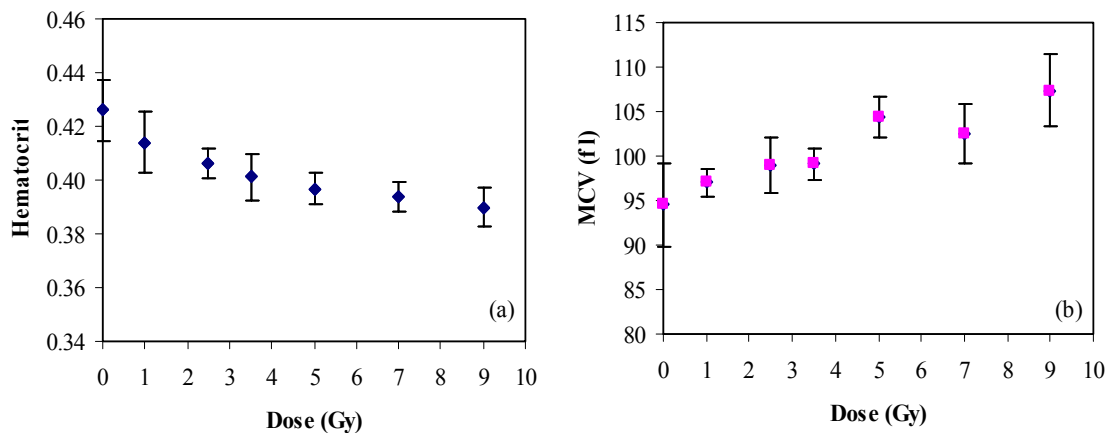 0.46
0.44
0.42
0.40
0.38
0.36
0.34
Hematocrit
0 1 2 3 4 5 6 7 8 9 10
Dose (Gy)
(a)
115
110
105
100
95
90
85
80
MCV (fl)
0 1 2 3 4 5 6 7 8 9 10
Dose (Gy)
(b)